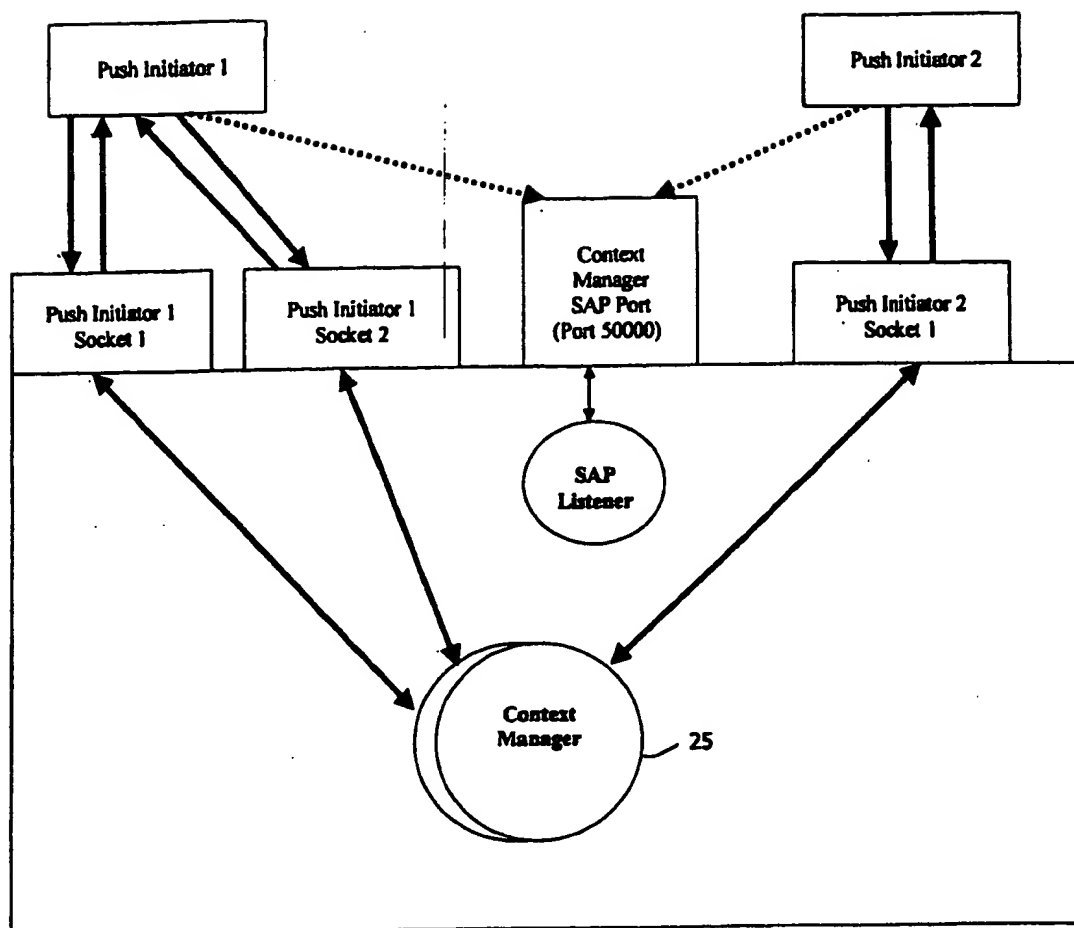 Push Initiator 1
Push Initiator 2
Context
Manager
SAP Port
(Port 50000)
Push Initiator 1
Socket 1
Push Initiator 1
Socket 2
Push Initiator 2
Socket 1
SAP
Listener
Context
Manager
25